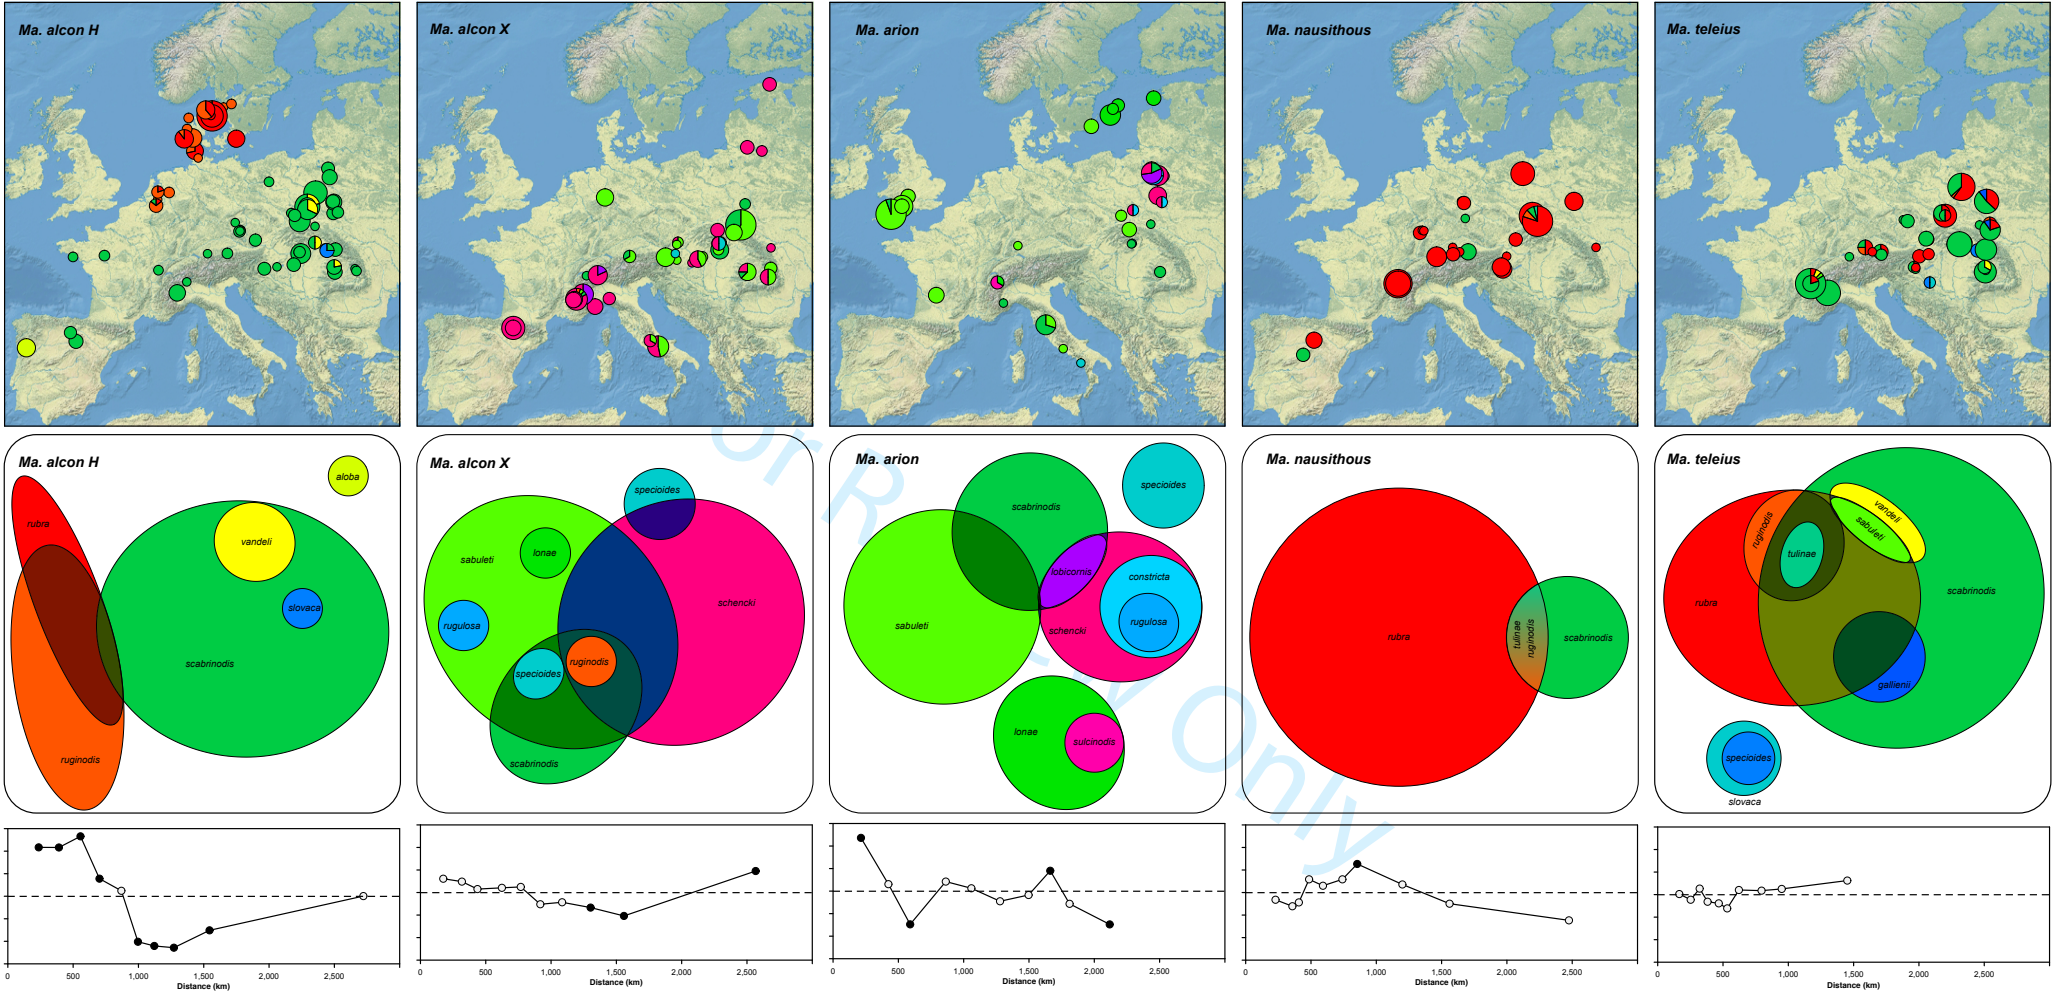 Ma. alcon H
Ma. alcon X
Ma. arion
Ma. nausithous
Ma. teleius
Ma. alcon H
aloba
rubra
vandeli
slovaca
scabrinodis
ruginodis
Ma. alcon X
specioides
sabuleti
lonae
schencki
rugulosa
ruginodis
specioides
scabrinodis
Ma. arion
specioides
scabrinodis
lobicornis
constricta
sabuleti
schencki
rugulosa
lonae
sulcinodis
Ma. nausithous
rubra
tulinae
ruginodis
scabrinodis
Ma. teleius
vandeli
ruginodis
sabuleti
tulinae
rubra
scabrinodis
gallienii
specioides
slovaca
or R
ly Only
0 500 1,000 1,500 2,000 2,500
Distance (km)
0 500 1,000 1,500 2,000 2,500
Distance (km)
0 500 1,000 1,500 2,000 2,500
Distance (km)
0 500 1,000 1,500 2,000 2,500
Distance (km)
0 500 1,000 1,500 2,000 2,500
Distance (km)